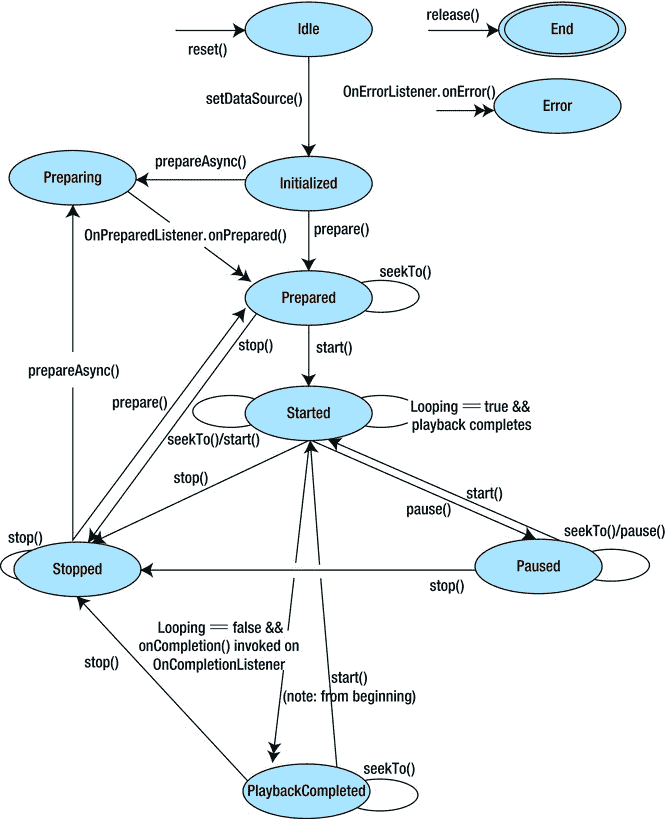 Idle
release()
End
reset()
setDataSource()
OnErrorListener.onError()
Error
prepareAsync()
Preparing
Initialized
OnPreparedListener.onPrepared()
prepare()
seekTo()
Prepared
stop()
start()
prepareAsync()
prepare()
Looping == true &&
playback completes
Started
seekTo()/start()
stop()
start()
pause()
stop()
seekTo()/pause()
Stopped
Paused
stop()
Looping == false &&
onCompletion() invoked on
OnCompletionListener
stop()
start()
(note: from beginning)
seekTo()
PlaybackCompleted